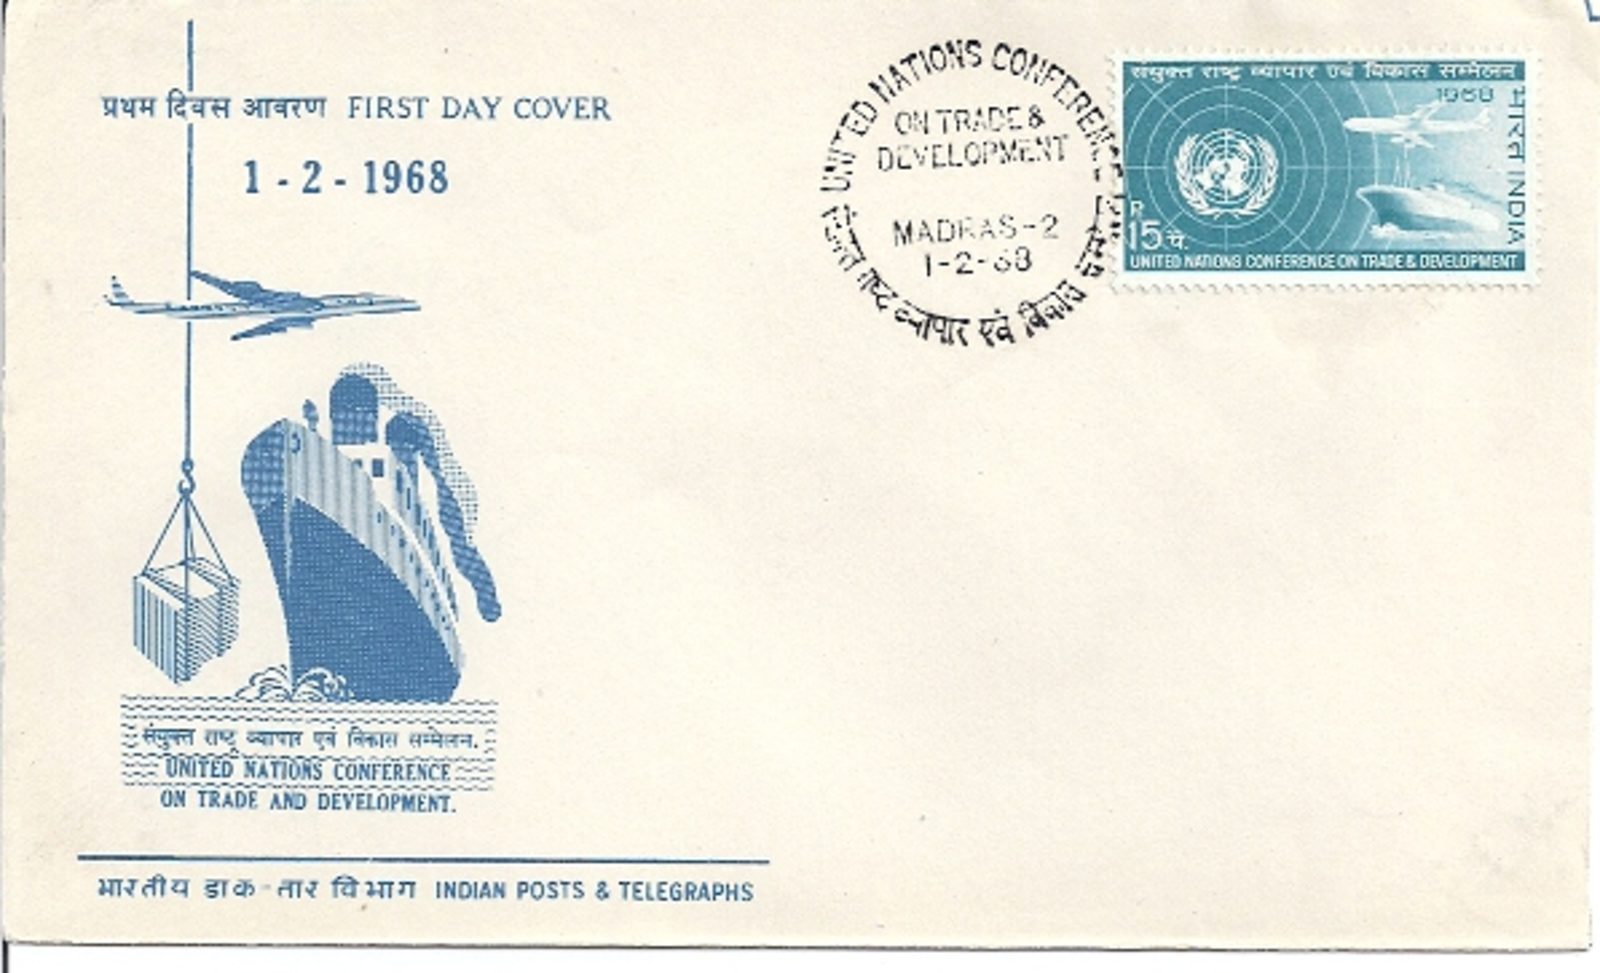 प्रथम दिवस आवरण FIRST DAY COVER
1 - 2 - 1968
UNITED NATIONS CONFERENCE
ON TRADE &
DEVELOPMENT
MADRAS-2
1-2-68
राष्ट्र व्यापार एवं विकास
संयुक्त राष्ट्र व्यापार एवं विकास सम्मेलन
1968
भारत INDIA
15 पै.
UNITED NATIONS CONFERENCE ON TRADE & DEVELOPMENT
संयुक्त राष्ट्र व्यापार एवं विकास सम्मेलन.
UNITED NATIONS CONFERENCE
ON TRADE AND DEVELOPMENT.
भारतीय डाक-तार विभाग INDIAN POSTS & TELEGRAPHS